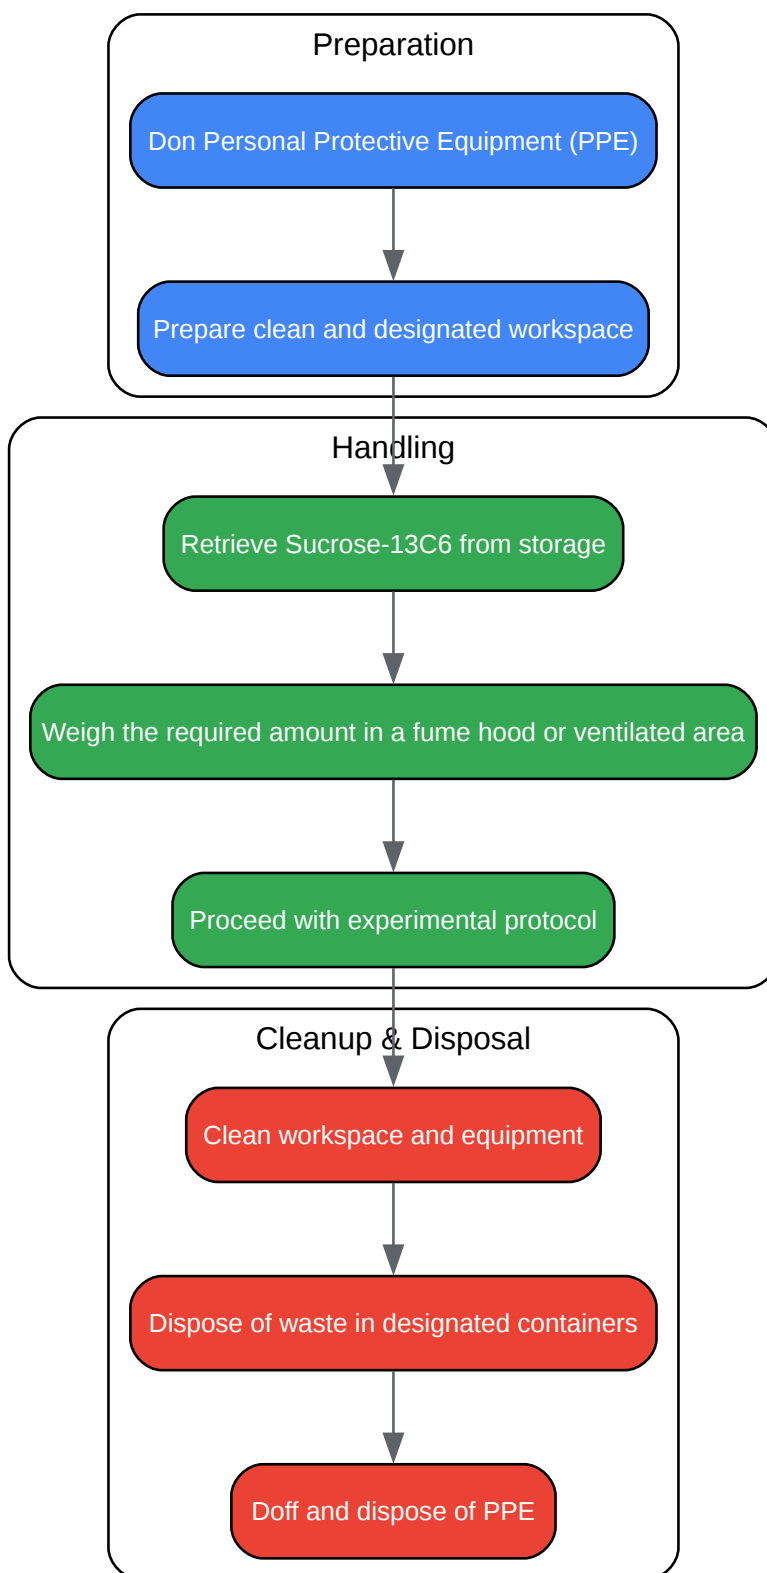 Preparation
Don Personal Protective Equipment (PPE)
Prepare clean and designated workspace
Handling
Retrieve Sucrose-13C6 from storage
Weigh the required amount in a fume hood or ventilated area
Proceed with experimental protocol
Cleanup & Disposal
Clean workspace and equipment
Dispose of waste in designated containers
Doff and dispose of PPE